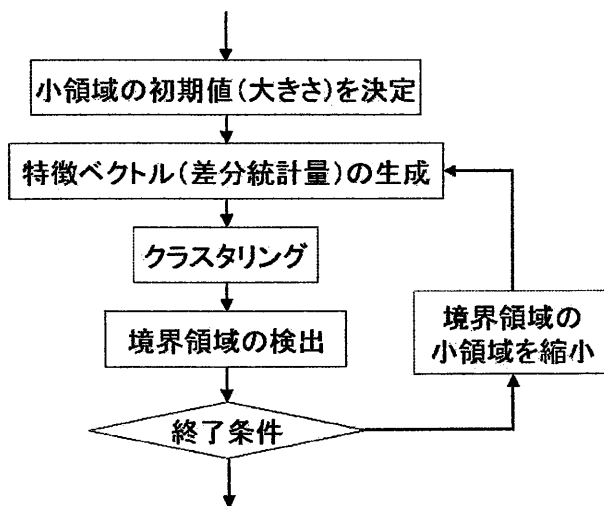 小領域の初期値(大きさ)を決定
特徴ベクトル(差分統計量)の生成
クラスタリング
境界領域の検出
境界領域の
小領域を縮小
終了条件